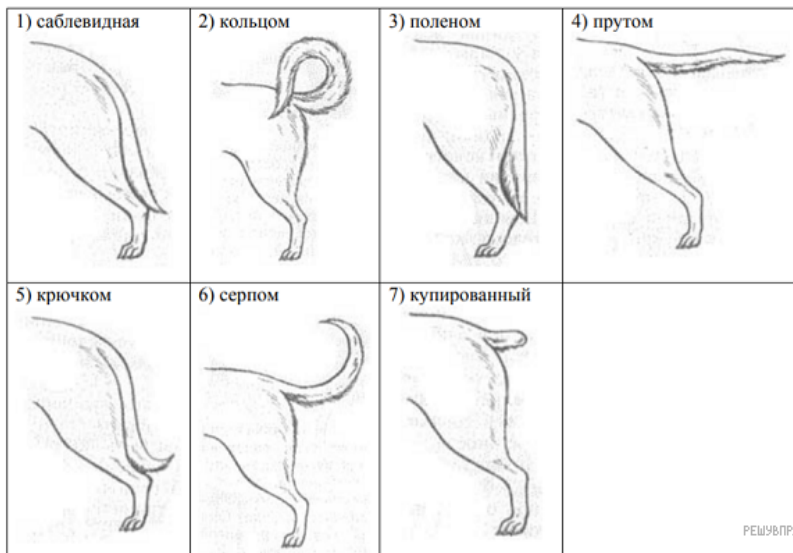 1) саблевидная
2) кольцом
3) поленом
4) прутом
5) крючком
6) серпом
7) купированный
РЕШУВПР